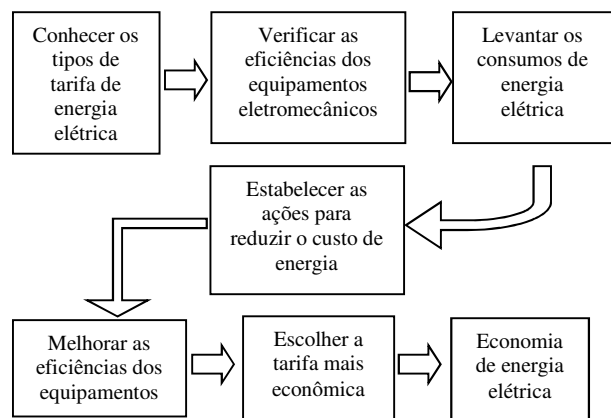 Conhecer os
tipos de
tarifa de
energia
elétrica
Verificar as
eficiências dos
equipamentos
eletromecânicos
Levantar os
consumos de
energia
elétrica
Estabelecer as
ações para
reduzir o custo de
energia
Melhorar as
eficiências dos
equipamentos
Escolher a
tarifa mais
econômica
Economia
de energia
elétrica